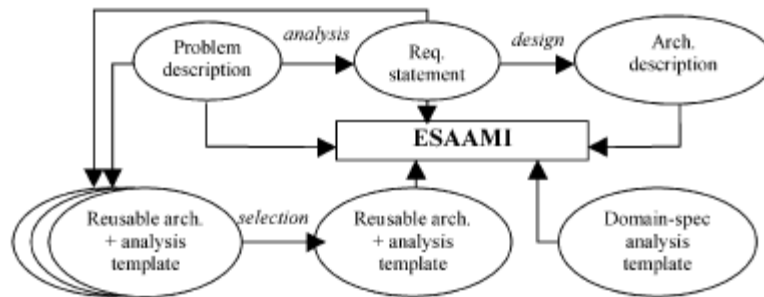 analysis
design
Problem
description
Req.
statement
Arch.
description
ESAAMI
Reusable arch.
+ analysis
template
selection
Reusable arch.
+ analysis
template
Domain-spec
analysis
template